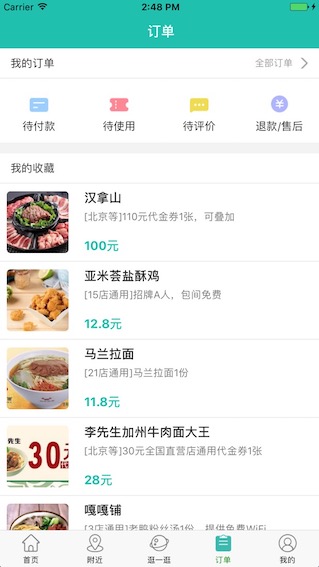 Carrier
2:48 PM
订单
我的订单
全部订单
待付款
待使用
待评价
退款/售后
我的收藏
汉拿山
[北京等]110元代金券1张，可叠加
100元
亚米荟盐酥鸡
[15店通用]招牌A人，包间免费
12.8元
马兰拉面
[21店通用]马兰拉面1份
11.8元
李先生加州牛肉面大王
[北京等]30元全国直营店通用代金券1张
28元
先生
30元
嘎嘎铺
[3店通用]老鸭粉丝汤1份，提供免费WiFi
首页
附近
逛一逛
订单
我的